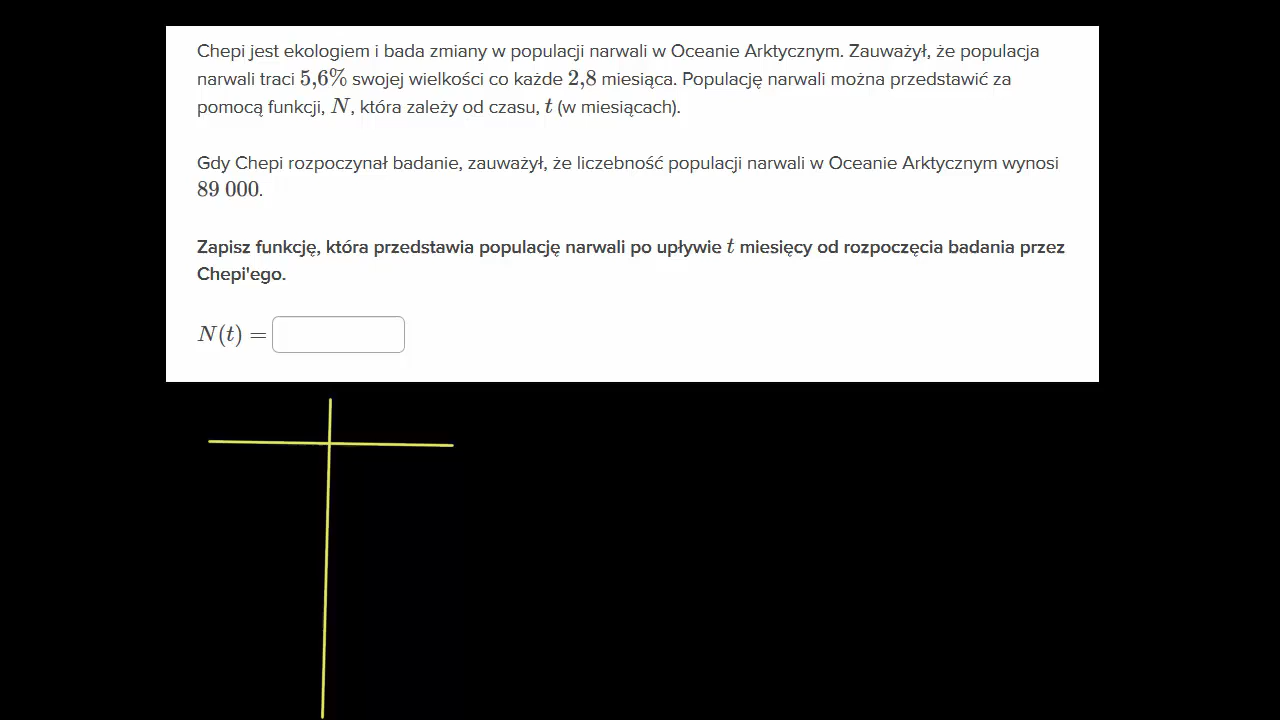 Chepi jest ekologiem i bada zmiany w populacji narwali w Oceanie Arktycznym. Zauważył, że populacja
narwali traci 5,6% swojej wielkości co każde 2,8 miesiąca. Populację narwali można przedstawić za
pomocą funkcji, N, która zależy od czasu, t (w miesiącach).
Gdy Chepi rozpoczynał badanie, zauważył, że liczebność populacji narwali w Oceanie Arktycznym wynosi
89 000.
Zapisz funkcję, która przedstawia populację narwali po upływie t miesięcy od rozpoczęcia badania przez
Chepi'ego.
N(t) =